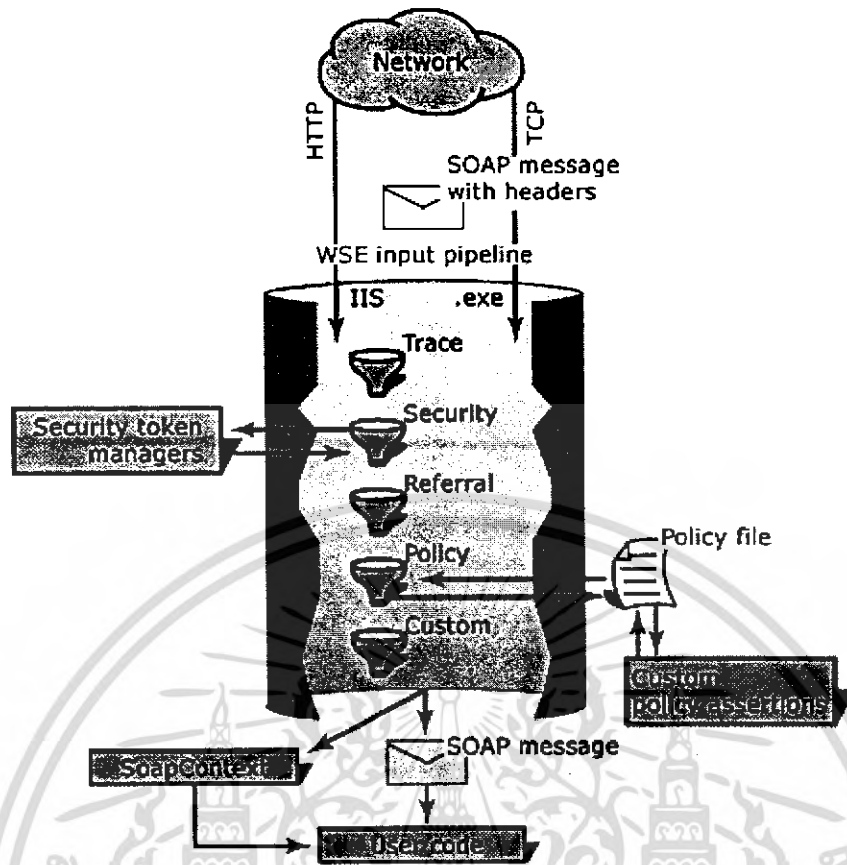 Network
HTTP
TCP
SOAP message
with headers
WSE input pipeline
IIS
.exe
Trace
Security
Security token
managers
Referral
Policy file
Policy
Custom
Custom
policy assertions
SOAP message
SoapContext
User code